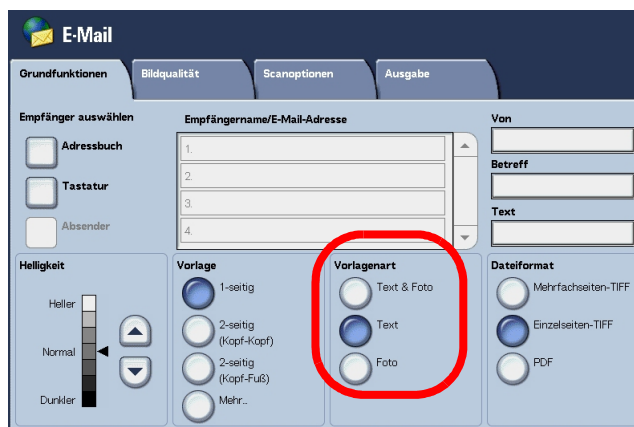 E-Mail
Grundfunktionen
Bildqualität
Scanoptionen
Ausgabe
Empfänger auswählen
Adressbuch
Tastatur
Absender
Empfängername/E-Mail-Adresse
1.
2.
3.
4.
Von
Betreff
Text
Helligkeit
Heller
Normal
Dunkler
Vorlage
1-seitig
2-seitig
(Kopf-Kopf)
2-seitig
(Kopf-Fuß)
Mehr...
Vorlagenart
Text & Foto
Text
Foto
Dateiformat
Mehrfachseiten-TIFF
Einzelseiten-TIFF
PDF